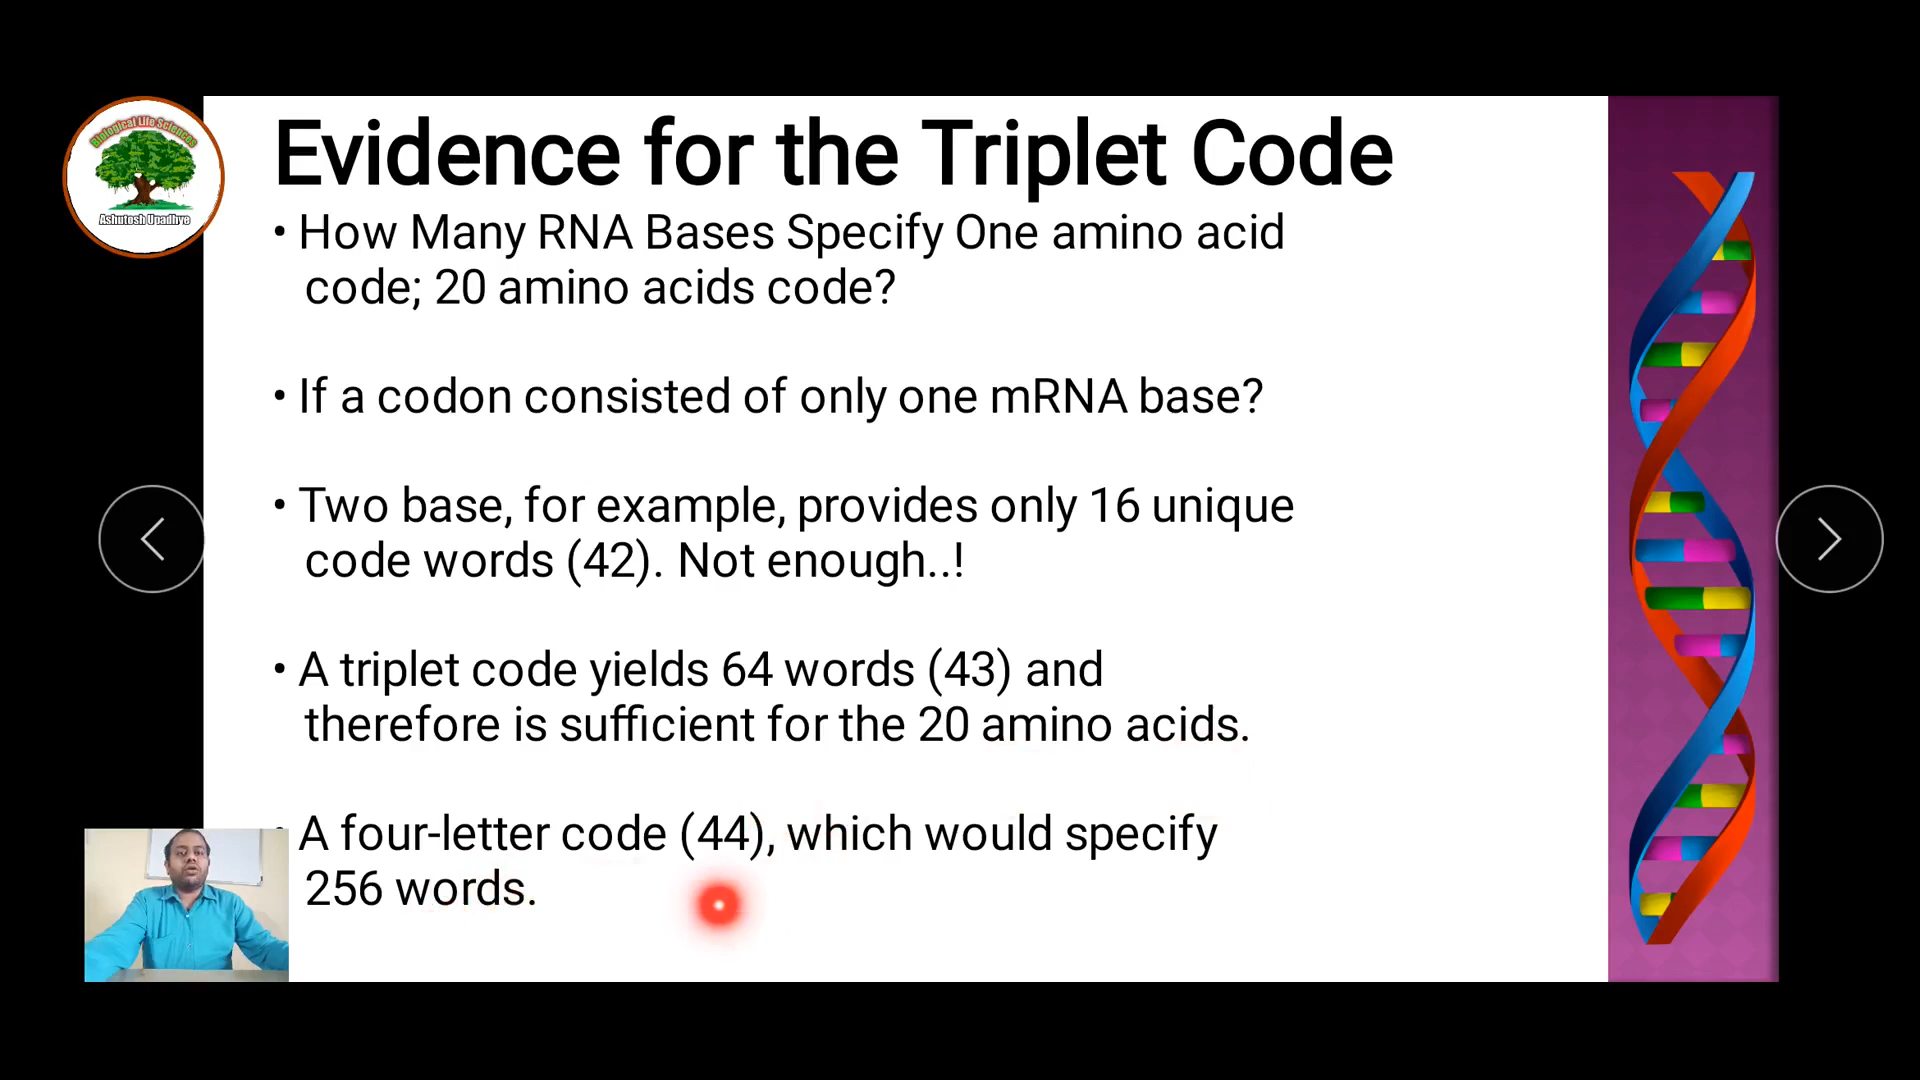 Biological Life Sciences
Ashutosh Upadhye
Evidence for the Triplet Code
• How Many RNA Bases Specify One amino acid
code; 20 amino acids code?
• If a codon consisted of only one mRNA base?
• Two base, for example, provides only 16 unique
code words (42). Not enough..!
• A triplet code yields 64 words (43) and
therefore is sufficient for the 20 amino acids.
• A four-letter code (44), which would specify
256 words.